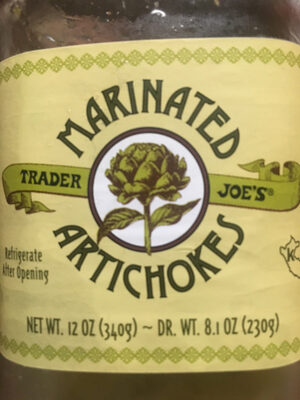 MARINATED
TRADER JOE'S®
ARTICHOKES
Refrigerate
After Opening
NET WT. 12 OZ (340g) ~ DR. WT. 8.1 OZ (230g)